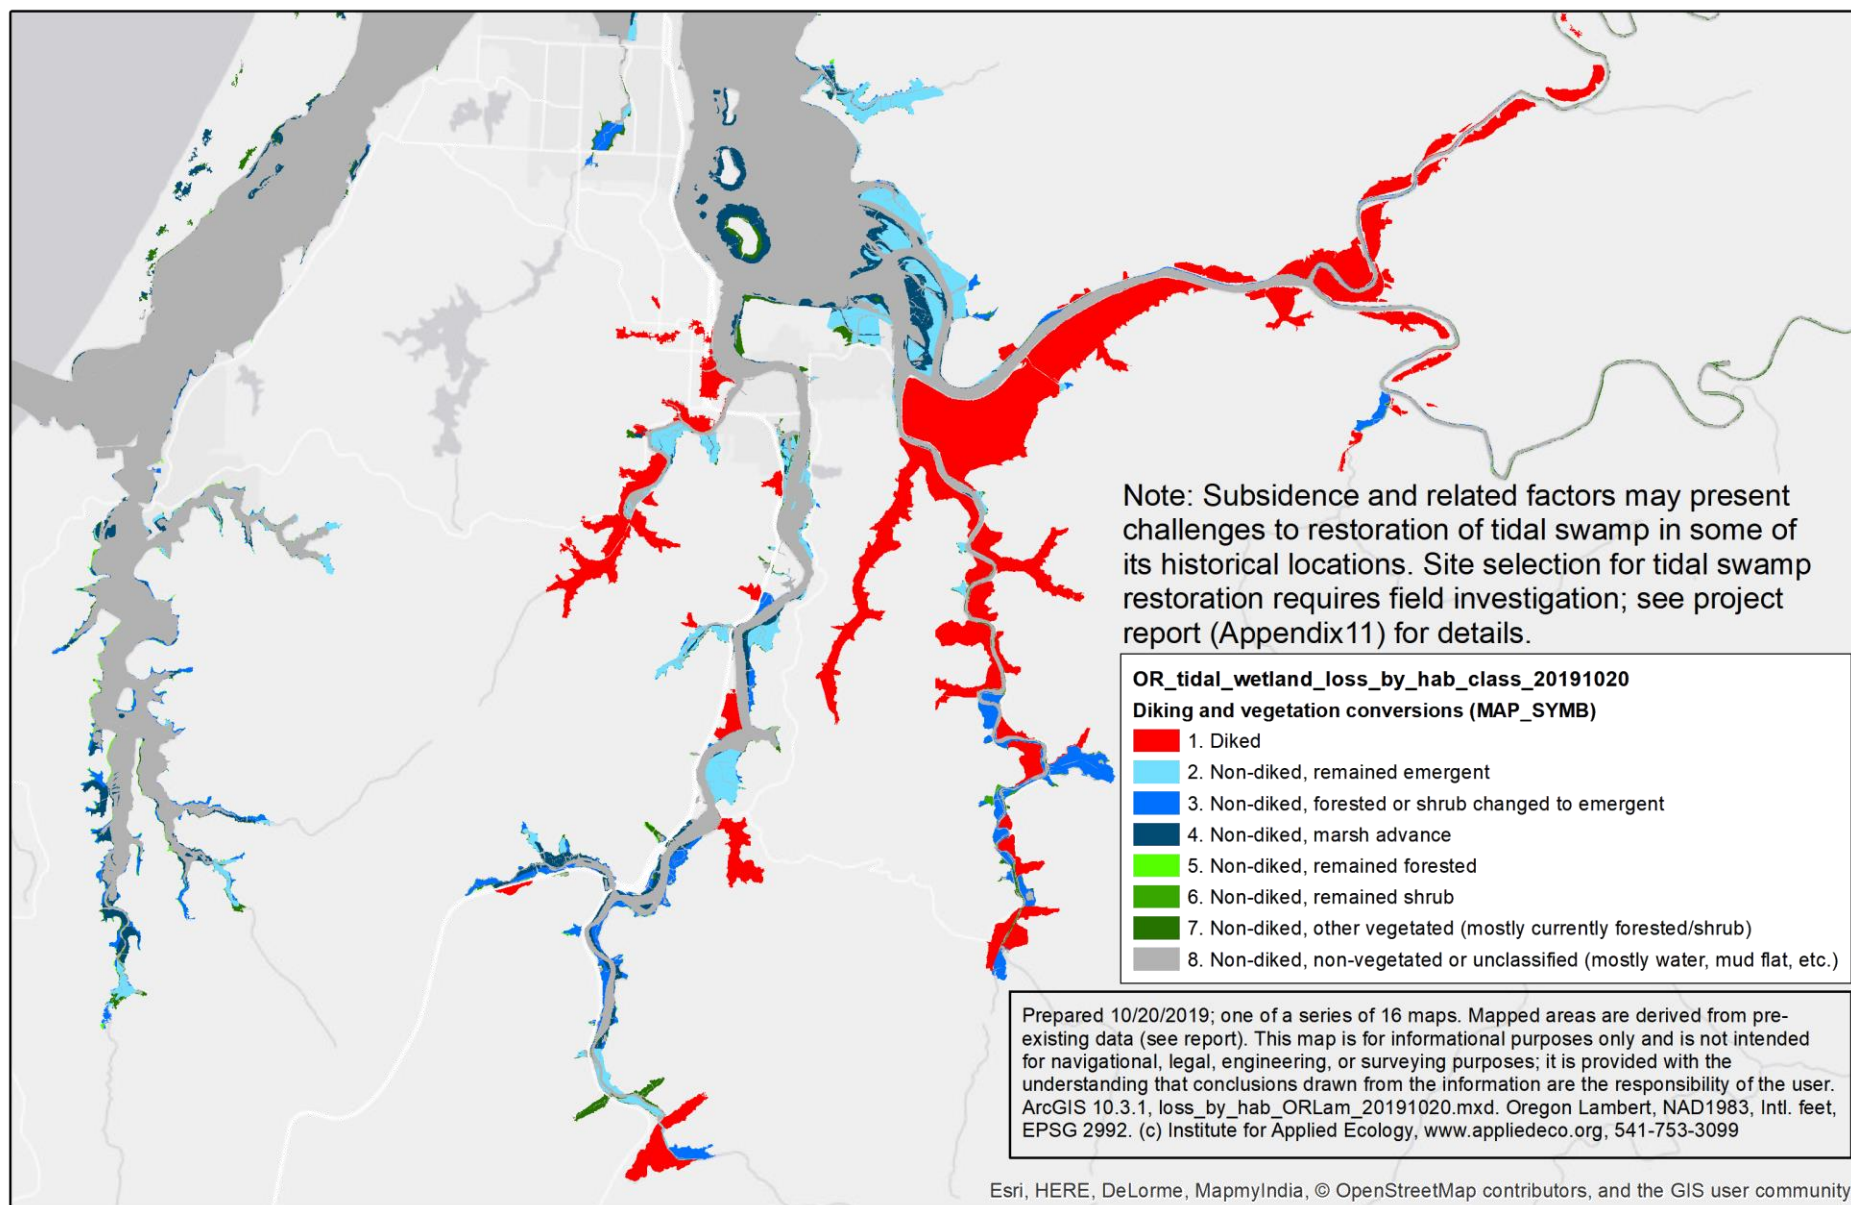 Note: Subsidence and related factors may present
challenges to restoration of tidal swamp in some of
its historical locations. Site selection for tidal swamp
restoration requires field investigation; see project
report (Appendix11) for details.
OR_tidal_wetland_loss_by_hab_class_20191020
Diking and vegetation conversions (MAP_SYMB)
1. Diked
2. Non-diked, remained emergent
3. Non-diked, forested or shrub changed to emergent
4. Non-diked, marsh advance
5. Non-diked, remained forested
6. Non-diked, remained shrub
7. Non-diked, other vegetated (mostly currently forested/shrub)
8. Non-diked, non-vegetated or unclassified (mostly water, mud flat, etc.)
Prepared 10/20/2019; one of a series of 16 maps. Mapped areas are derived from pre-
existing data (see report). This map is for informational purposes only and is not intended
for navigational, legal, engineering, or surveying purposes; it is provided with the
understanding that conclusions drawn from the information are the responsibility of the user.
ArcGIS 10.3.1, loss_by_hab_ORLam_20191020.mxd. Oregon Lambert, NAD1983, Intl. feet,
EPSG 2992. (c) Institute for Applied Ecology, www.appliedeco.org, 541-753-3099
Esri, HERE, DeLorme, MapmyIndia, © OpenStreetMap contributors, and the GIS user community